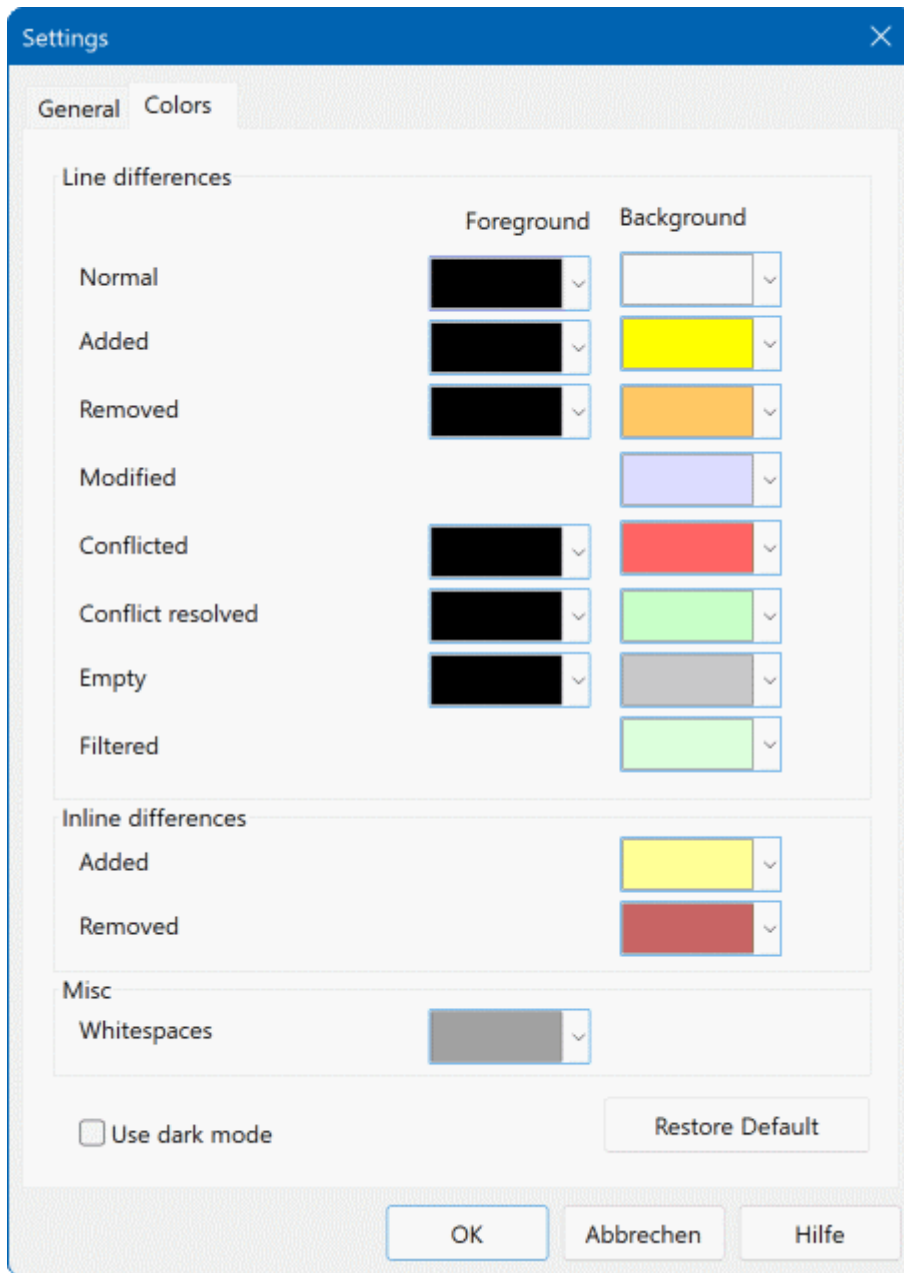 Settings
General Colors
Line differences
Foreground Background
Normal
Added
Removed
Modified
Conflicted
Conflict resolved
Empty
Filtered
Inline differences
Added
Removed
Misc
Whitespaces
Use dark mode Restore Default
OK Abbrechen Hilfe